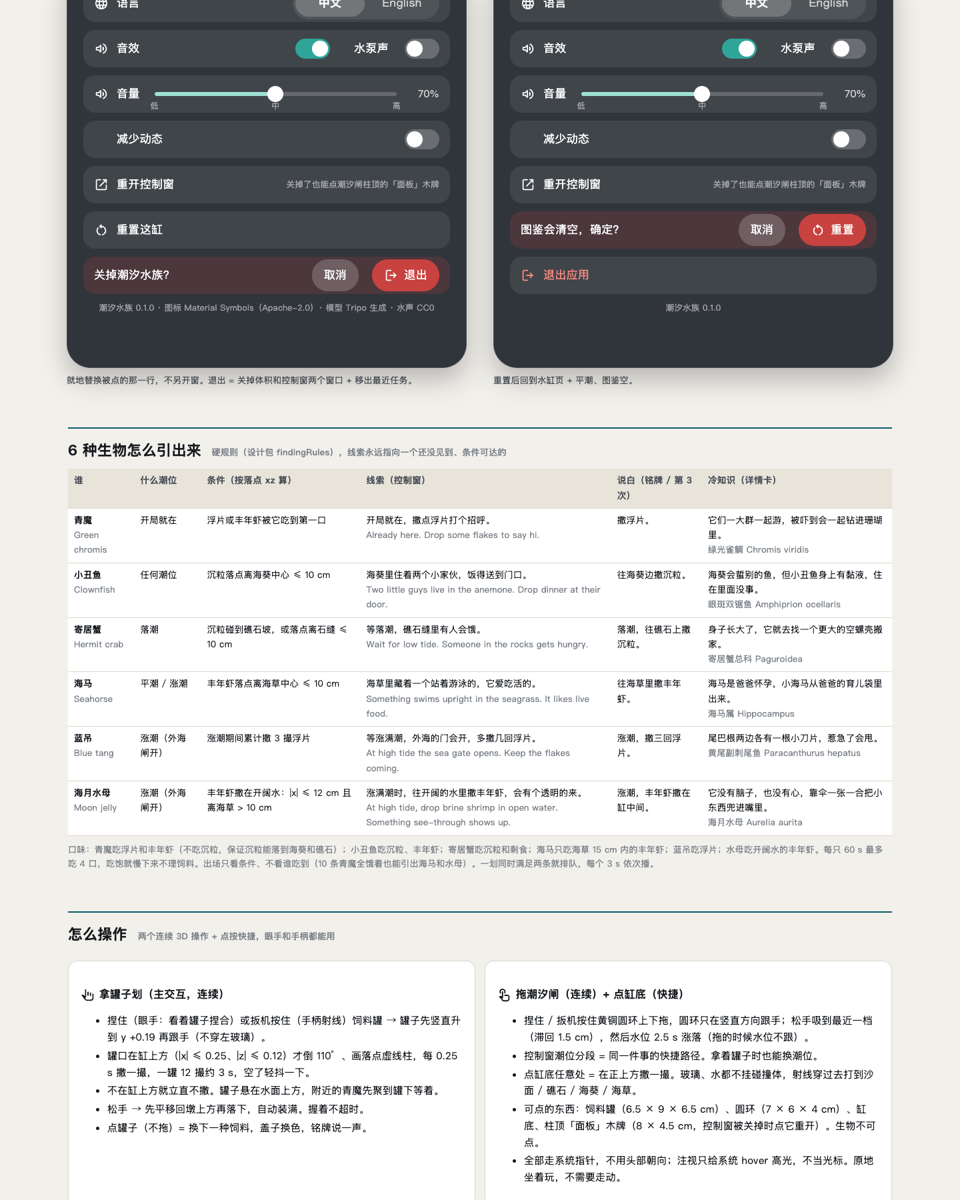 语言 中文 English
音效 水泵声
音量 70%
低 中 高
减少动态
重开控制窗 关掉了也能点潮汐闸柱顶的「面板」木牌
重置这缸
关掉潮汐水族? 取消 退出
潮汐水族 0.1.0 · 图标 Material Symbols（Apache-2.0）· 模型 Tripo 生成 · 水声 CC0
就地替换被点的那一行，不另开窗。退出 = 关掉体积和控制窗两个窗口 + 移出最近任务。
语言 中文 English
音效 水泵声
音量 70%
低 中 高
减少动态
重开控制窗 关掉了也能点潮汐闸柱顶的「面板」木牌
图鉴会清空，确定? 取消 重置
退出应用
潮汐水族 0.1.0
重置后回到水缸页 + 平潮、图鉴空。
6 种生物怎么引出来 硬规则（设计包 findingRules），线索永远指向一个还没见到、条件可达的
谁 什么潮位 条件（按落点 xz 算） 线索（控制窗） 说白（铭牌 / 第 3 次） 冷知识（详情卡）
青魔 Green chromis 开局就在 浮片或丰年虾被它吃到第一口 开局就在，撒点浮片打个招呼。 Already here. Drop some flakes to say hi. 撒浮片。 它们一大群一起游，被吓到会一起钻进珊瑚里。 绿光雀鲷 Chromis viridis
小丑鱼 Clownfish 任何潮位 沉粒落点离海葵中心 ≤ 10 cm 海葵里住着两个小家伙，饭得送到门口。 Two little guys live in the anemone. Drop dinner at their door. 往海葵边撒沉粒。 海葵会蜇别的鱼，但小丑鱼身上有黏液，住在里面没事。 眼斑双锯鱼 Amphiprion ocellaris
寄居蟹 Hermit crab 落潮 沉粒碰到礁石坡，或落点离石缝 ≤ 10 cm 等落潮，礁石缝里有人会饿。 Wait for low tide. Someone in the rocks gets hungry. 落潮，往礁石上撒沉粒。 身子长大了，它就去找一个更大的空螺壳搬家。 寄居蟹总科 Paguroidea
海马 Seahorse 平潮 / 涨潮 丰年虾落点离海草中心 ≤ 10 cm 海草里藏着一个站着游泳的，它爱吃活的。 Something swims upright in the seagrass. It likes live food. 往海草里撒丰年虾。 海马是爸爸怀孕，小海马从爸爸的育儿袋里出来。 海马属 Hippocampus
蓝吊 Blue tang 涨潮（外海闸开） 涨潮期间累计撒 3 撮浮片 等涨满潮，外海的门会开，多撒几回浮片。 At high tide the sea gate opens. Keep the flakes coming. 涨潮，撒三回浮片。 尾巴根两边各有一根小刀片，惹急了会甩。 黄尾副刺尾鱼 Paracanthurus hepatus
海月水母 Moon jelly 涨潮（外海闸开） 丰年虾撒在开阔水：|x| ≤ 12 cm 且离海草 > 10 cm 涨满潮时，往开阔的水里撒丰年虾，会有个透明的来。 At high tide, drop brine shrimp in open water. Something see-through shows up. 涨潮，丰年虾撒在缸中间。 它没有脑子，也没有心，靠伞一张一合把小东西兜进嘴里。 海月水母 Aurelia aurita
口味：青魔吃浮片和丰年虾（不吃沉粒，保证沉粒能落到海葵和礁石）；小丑鱼吃沉粒、丰年虾；寄居蟹吃沉粒和剩食；海马只吃海草 15 cm 内的丰年虾；蓝吊吃浮片；水母吃开阔水的丰年虾。每只 60 s 最多
吃 4 口，吃饱就慢下来不理饲料。出场只看条件、不看谁吃到（10 条青魔全饿着也能引出海马和水母）。一划同时满足两条就排队，每个 3 s 依次播。
怎么操作 两个连续 3D 操作 + 点按快捷，眼手和手柄都能用
拿罐子划（主交互，连续）
• 捏住（眼手：看着罐子捏合）或扳机按住（手柄射线）饲料罐 → 罐子先竖直升
到 y +0.19 再跟手（不穿左玻璃）。
• 罐口在缸上方（|x| ≤ 0.25、|z| ≤ 0.12）才倒 110°、画落点虚线柱，每 0.25
s 撒一撮，一罐 12 撮约 3 s，空了轻抖一下。
• 不在缸上方就立直不撒。罐子悬在水面上方，附近的青魔先聚到罐下等着。
• 松手 → 先平移回墩上方再落下，自动装满。握着不超时。
• 点罐子（不拖）= 换下一种饲料，盖子换色，铭牌说一声。
拖潮汐闸（连续）+ 点缸底（快捷）
• 捏住 / 扳机按住黄铜圆环上下拖，圆环只在竖直方向跟手；松手吸到最近一档
（滞回 1.5 cm），然后水位 2.5 s 涨落（拖的时候水位不跟）。
• 控制窗潮位分段 = 同一件事的快捷路径。拿着罐子时也能换潮位。
• 点缸底任意处 = 在正上方撒一撮。玻璃、水都不挂碰撞体，射线穿过去打到沙
面 / 礁石 / 海葵 / 海草。
• 可点的东西：饲料罐（6.5 × 9 × 6.5 cm）、圆环（7 × 6 × 4 cm）、缸
底、柱顶「面板」木牌（8 × 4.5 cm，控制窗被关掉时点它重开）。生物不可
点。
• 全部走系统指针，不用头部朝向；注视只给系统 hover 高光，不当光标。原地
坐着玩，不需要走动。